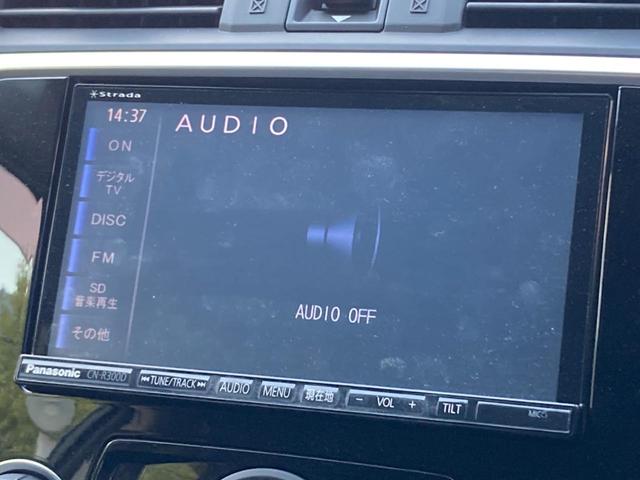 Strada
14:37
AUDIO
ON
デジタル
TV
DISC
FM
SD
音楽再生
その他
AUDIO OFF
Panasonic CN-R300D TUNE/TRACK AUDIO MENU 現在地 − VOL + TILT MIC